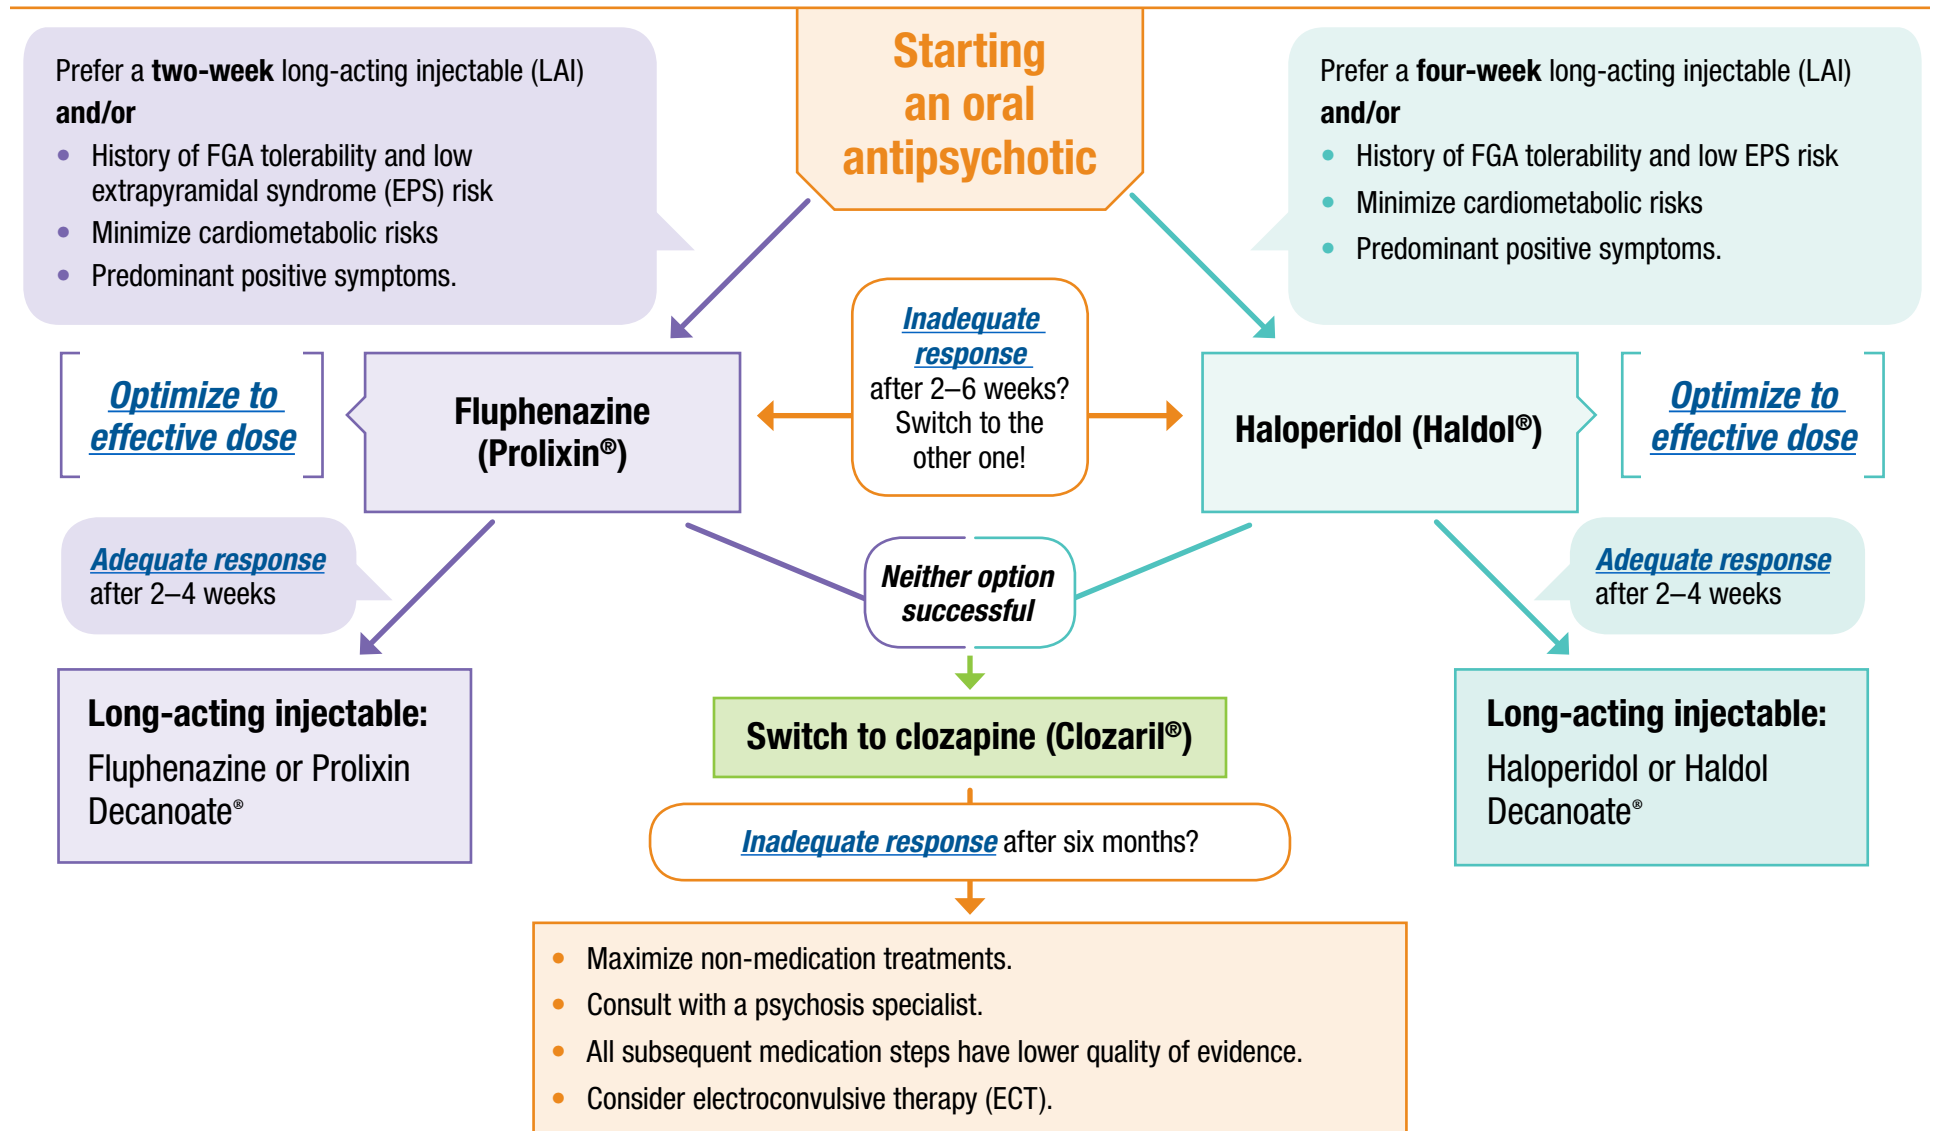 Starting
an oral
antipsychotic
Prefer a two-week long-acting injectable (LAI)
and/or
• History of FGA tolerability and low
extrapyramidal syndrome (EPS) risk
• Minimize cardiometabolic risks
• Predominant positive symptoms.
Prefer a four-week long-acting injectable (LAI)
and/or
• History of FGA tolerability and low EPS risk
• Minimize cardiometabolic risks
• Predominant positive symptoms.
Optimize to
effective dose
Fluphenazine
(Prolixin®)
Inadequate
response
after 2–6 weeks?
Switch to the
other one!
Haloperidol (Haldol®)
Optimize to
effective dose
Adequate response
after 2–4 weeks
Neither option
successful
Adequate response
after 2–4 weeks
Long-acting injectable:
Fluphenazine or Prolixin
Decanoate®
Switch to clozapine (Clozaril®)
Long-acting injectable:
Haloperidol or Haldol
Decanoate®
Inadequate response after six months?
• Maximize non-medication treatments.
• Consult with a psychosis specialist.
• All subsequent medication steps have lower quality of evidence.
• Consider electroconvulsive therapy (ECT).